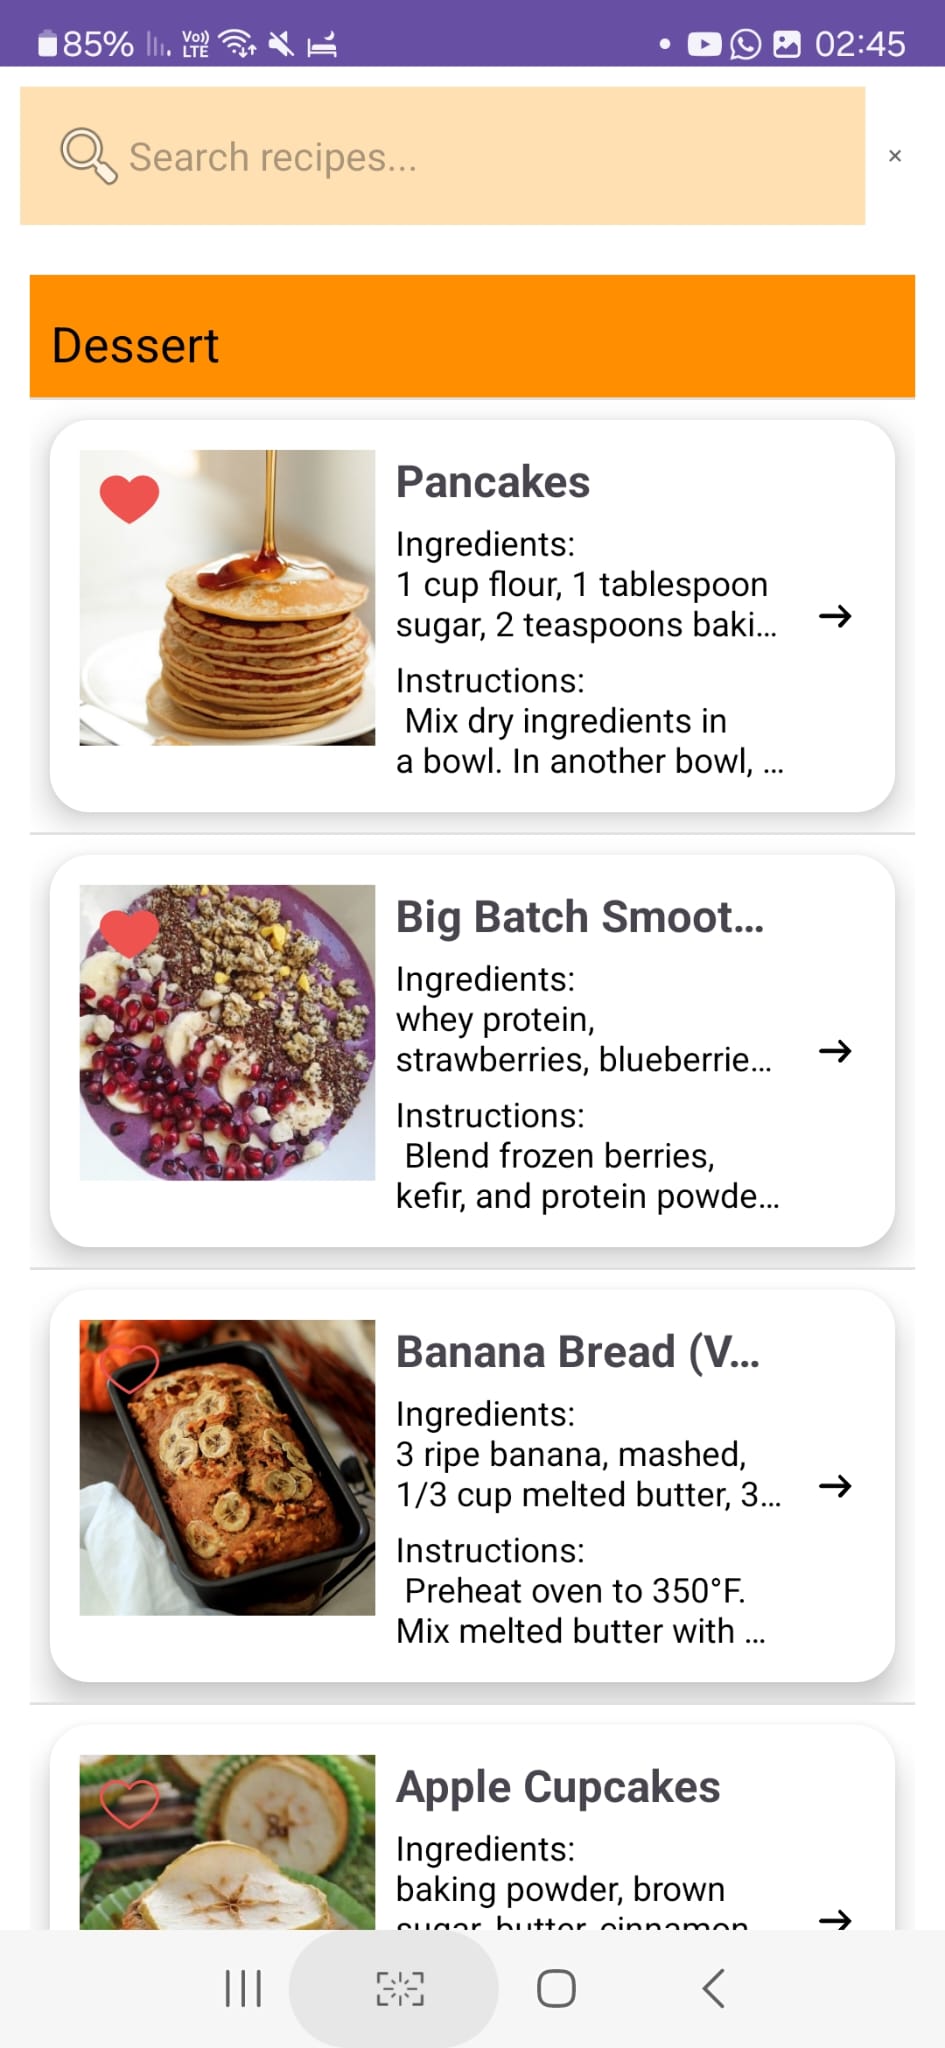 85% Vo)) LTE 02:45
Search recipes...
×
Dessert
Pancakes
Ingredients:
1 cup flour, 1 tablespoon
sugar, 2 teaspoons baki...
Instructions:
Mix dry ingredients in
a bowl. In another bowl, ...
Big Batch Smoot...
Ingredients:
whey protein,
strawberries, blueberrie...
Instructions:
Blend frozen berries,
kefir, and protein powde...
Banana Bread (V...
Ingredients:
3 ripe banana, mashed,
1/3 cup melted butter, 3...
Instructions:
Preheat oven to 350°F.
Mix melted butter with ...
Apple Cupcakes
Ingredients:
baking powder, brown
sugar, butter, cinnamon